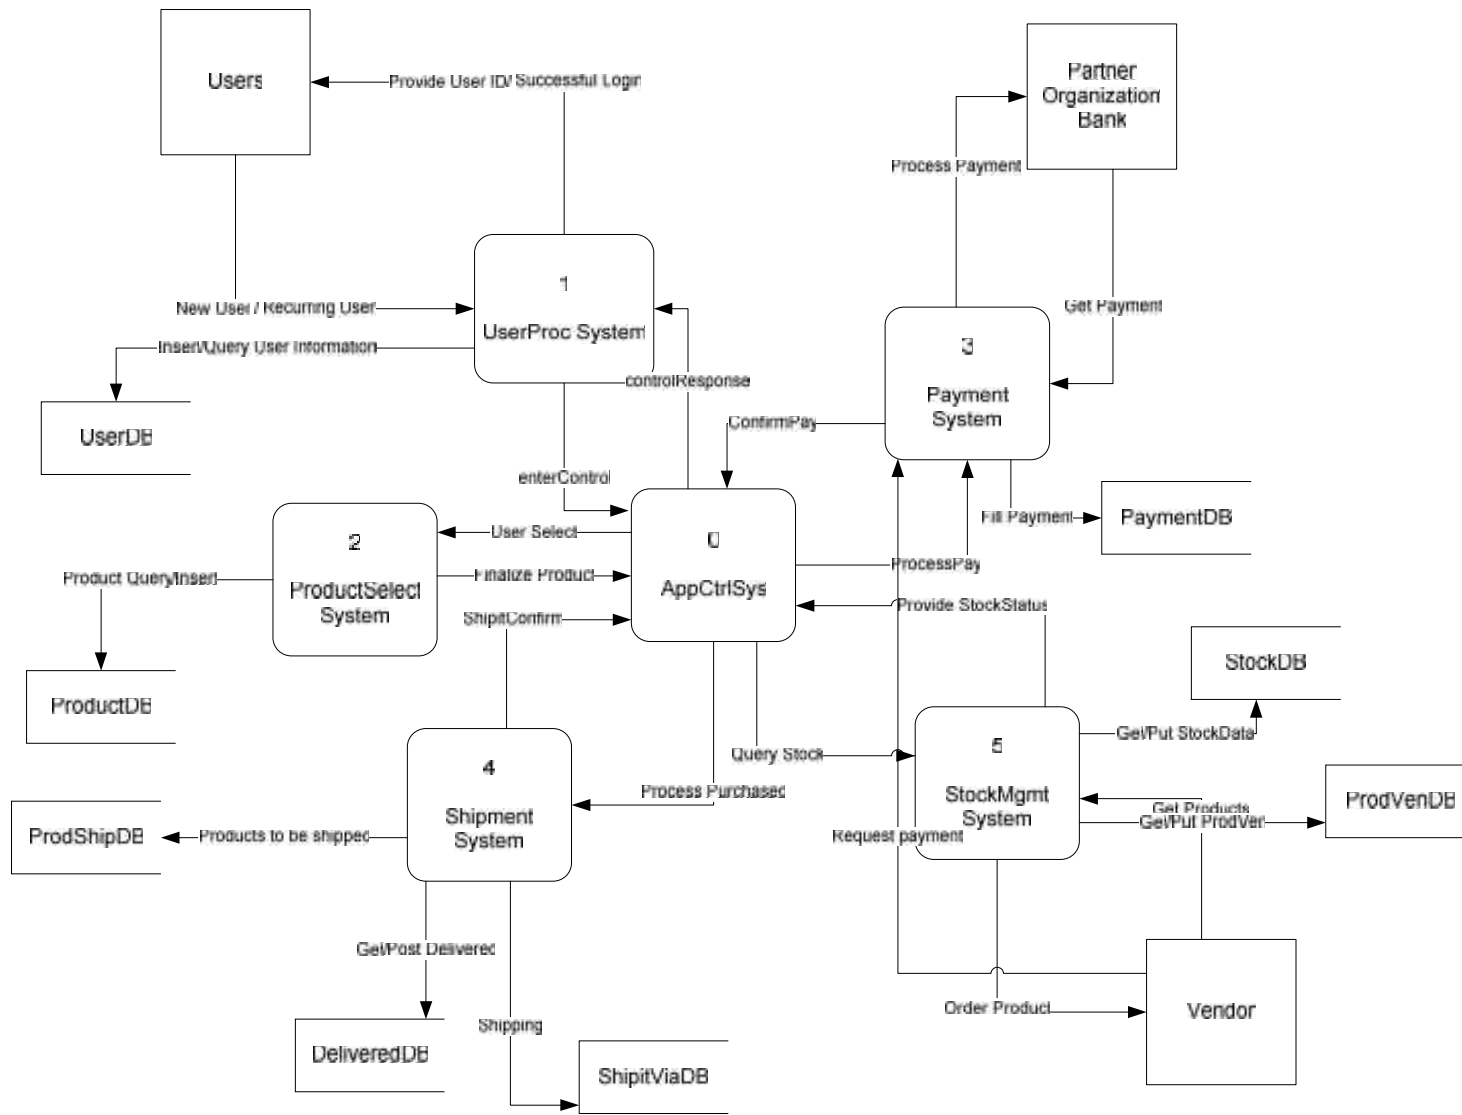 Users
Provide User ID/ Successful Login
Partner
Organization
Bank
Process Payment
1
UserProc System
New User / Recurring User
Insert/Query User Information
Get Payment
3
Payment
System
controlResponse
ConfirmPay
UserDB
enterControl
Fill Payment
PaymentDB
2
ProductSelect
System
User Select
Finalize Product
0
AppCtrlSys
ProcessPay
Product Query/Insert
ShipitConfirm
Provide StockStatus
ProductDB
StockDB
4
Shipment
System
Process Purchased
Query Stock
5
StockMgmt
System
Get/Put StockData
Get Products
Get/Put ProdVen
ProdVenDB
ProdShipDB
Products to be shipped
Request payment
Get/Post Delivered
Shipping
Order Product
Vendor
DeliveredDB
ShipitViaDB